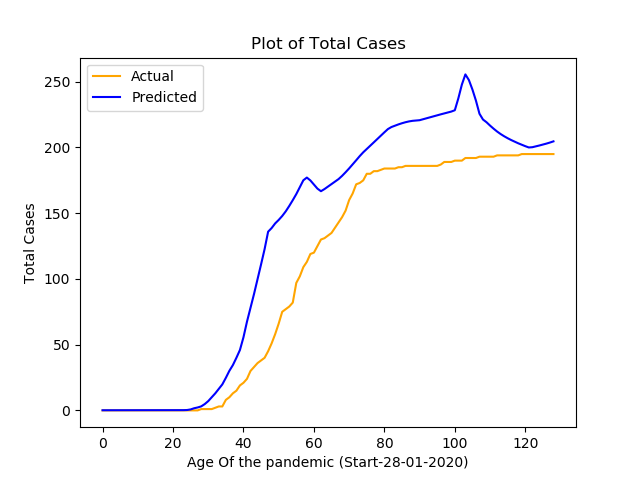 Plot of Total Cases
Actual
Predicted
250
200
150
100
50
0
Total Cases
0 20 40 60 80 100 120
Age Of the pandemic (Start-28-01-2020)